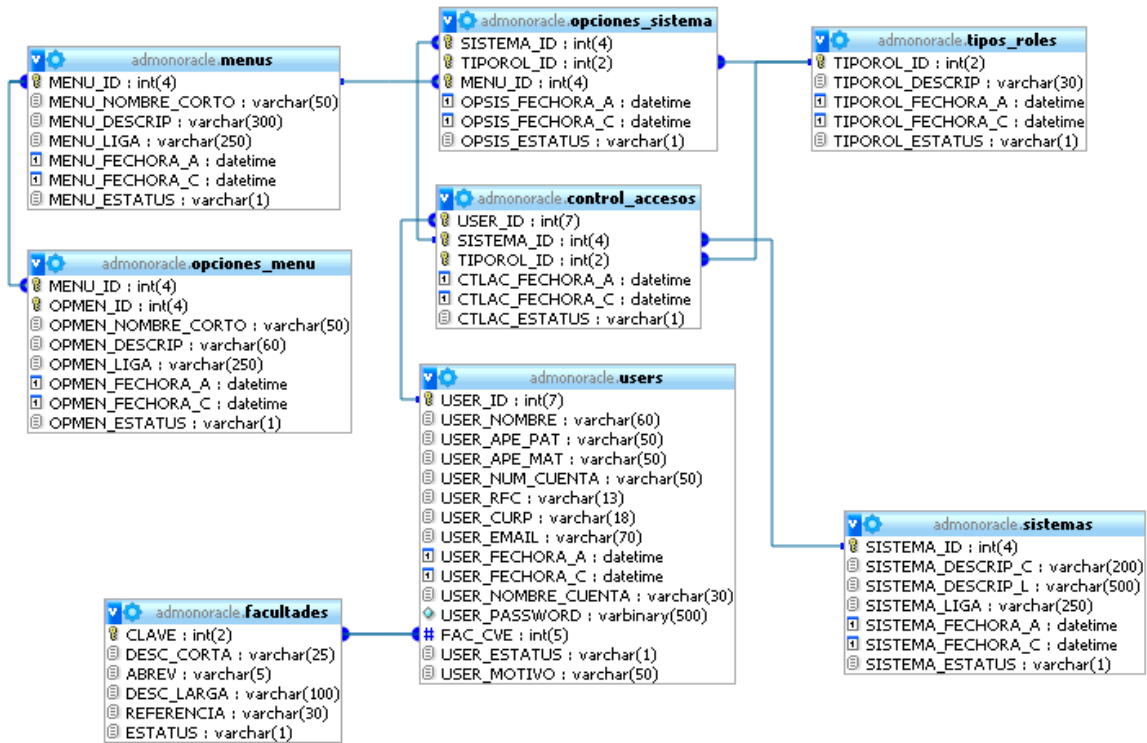 admonoracle.menus
MENU_ID : int(4)
MENU_NOMBRE_CORTO : varchar(50)
MENU_DESCRIP : varchar(300)
MENU_LIGA : varchar(250)
MENU_FECHORA_A : datetime
MENU_FECHORA_C : datetime
MENU_ESTATUS : varchar(1)
admonoracle.opciones_sistema
SISTEMA_ID : int(4)
TIPOROL_ID : int(2)
MENU_ID : int(4)
OPSIS_FECHORA_A : datetime
OPSIS_FECHORA_C : datetime
OPSIS_ESTATUS : varchar(1)
admonoracle.tipos_roles
TIPOROL_ID : int(2)
TIPOROL_DESCRIP : varchar(30)
TIPOROL_FECHORA_A : datetime
TIPOROL_FECHORA_C : datetime
TIPOROL_ESTATUS : varchar(1)
admonoracle.control_accesos
USER_ID : int(7)
SISTEMA_ID : int(4)
TIPOROL_ID : int(2)
CTLAC_FECHORA_A : datetime
CTLAC_FECHORA_C : datetime
CTLAC_ESTATUS : varchar(1)
admonoracle.opciones_menu
MENU_ID : int(4)
OPMEN_ID : int(4)
OPMEN_NOMBRE_CORTO : varchar(50)
OPMEN_DESCRIP : varchar(60)
OPMEN_LIGA : varchar(250)
OPMEN_FECHORA_A : datetime
OPMEN_FECHORA_C : datetime
OPMEN_ESTATUS : varchar(1)
admonoracle.users
USER_ID : int(7)
USER_NOMBRE : varchar(60)
USER_APE_PAT : varchar(50)
USER_APE_MAT : varchar(50)
USER_NUM_CUENTA : varchar(50)
USER_RFC : varchar(13)
USER_CURP : varchar(18)
USER_EMAIL : varchar(70)
USER_FECHORA_A : datetime
USER_FECHORA_C : datetime
USER_NOMBRE_CUENTA : varchar(30)
USER_PASSWORD : varbinary(500)
# FAC_CVE : int(5)
USER_ESTATUS : varchar(1)
USER_MOTIVO : varchar(50)
admonoracle.sistemas
SISTEMA_ID : int(4)
SISTEMA_DESCRIP_C : varchar(200)
SISTEMA_DESCRIP_L : varchar(500)
SISTEMA_LIGA : varchar(250)
SISTEMA_FECHORA_A : datetime
SISTEMA_FECHORA_C : datetime
SISTEMA_ESTATUS : varchar(1)
admonoracle.facultades
CLAVE : int(2)
DESC_CORTA : varchar(25)
ABREV : varchar(5)
DESC_LARGA : varchar(100)
REFERENCIA : varchar(30)
ESTATUS : varchar(1)